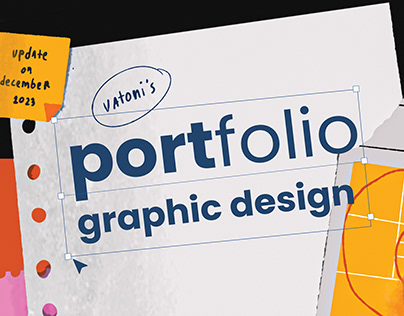 update
on
december
2023
vatoni's
portfolio
graphic design